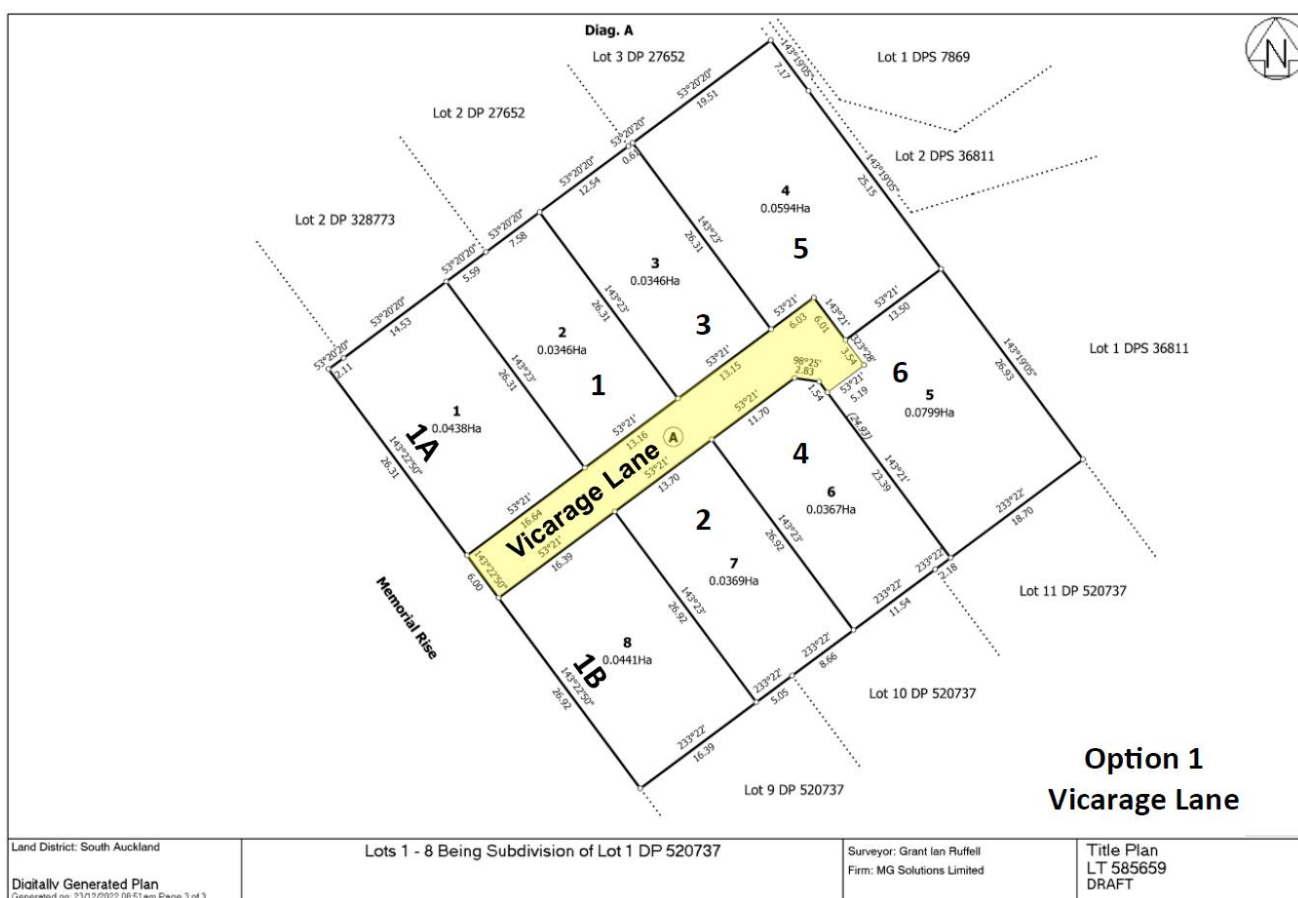 Diag. A
Lot 3 DP 27652
Lot 1 DPS 7869
N
Lot 2 DP 27652
Lot 2 DPS 36811
Lot 2 DP 328773
Lot 1 DPS 36811
143°19'05"
7.17
53°20'20"
19.51
53°20'20"
0.61
53°20'20"
12.54
53°20'20"
7.58
53°20'20"
5.59
53°20'20"
14.53
53°20'20"
2.11
143°19'05"
25.15
4
0.0594Ha
5
143°23'
26.31
3
0.0346Ha
3
143°23'
26.31
2
0.0346Ha
1
143°23'
26.31
1
0.0438Ha
1A
143°22'50"
26.31
53°21'
6.03
143°21'
6.01
53°21'
13.50
323°28'
3.54
53°21'
5.19
98°25'
2.83
1.54
53°21'
13.15
53°21'
11.70
53°21'
13.16
A
53°21'
13.70
53°21'
16.64
Vicarage Lane
53°21'
16.39
143°22'50"
6.00
6
5
0.0799Ha
143°19'05"
26.93
(24.93)
143°21'
23.39
4
6
0.0367Ha
143°23'
26.92
2
7
0.0369Ha
143°23'
26.92
8
0.0441Ha
1B
143°22'50"
26.92
Memorial Rise
233°22'
18.70
233°22'
2.18
233°22'
11.54
233°22'
8.66
233°22'
5.05
233°22'
16.39
Lot 11 DP 520737
Lot 10 DP 520737
Lot 9 DP 520737
Option 1
Vicarage Lane
Land District: South Auckland
Digitally Generated Plan
Generated on: 23/12/2022 08:51am Page 3 of 3
Lots 1 - 8 Being Subdivision of Lot 1 DP 520737
Surveyor: Grant Ian Ruffell
Firm: MG Solutions Limited
Title Plan
LT 585659
DRAFT